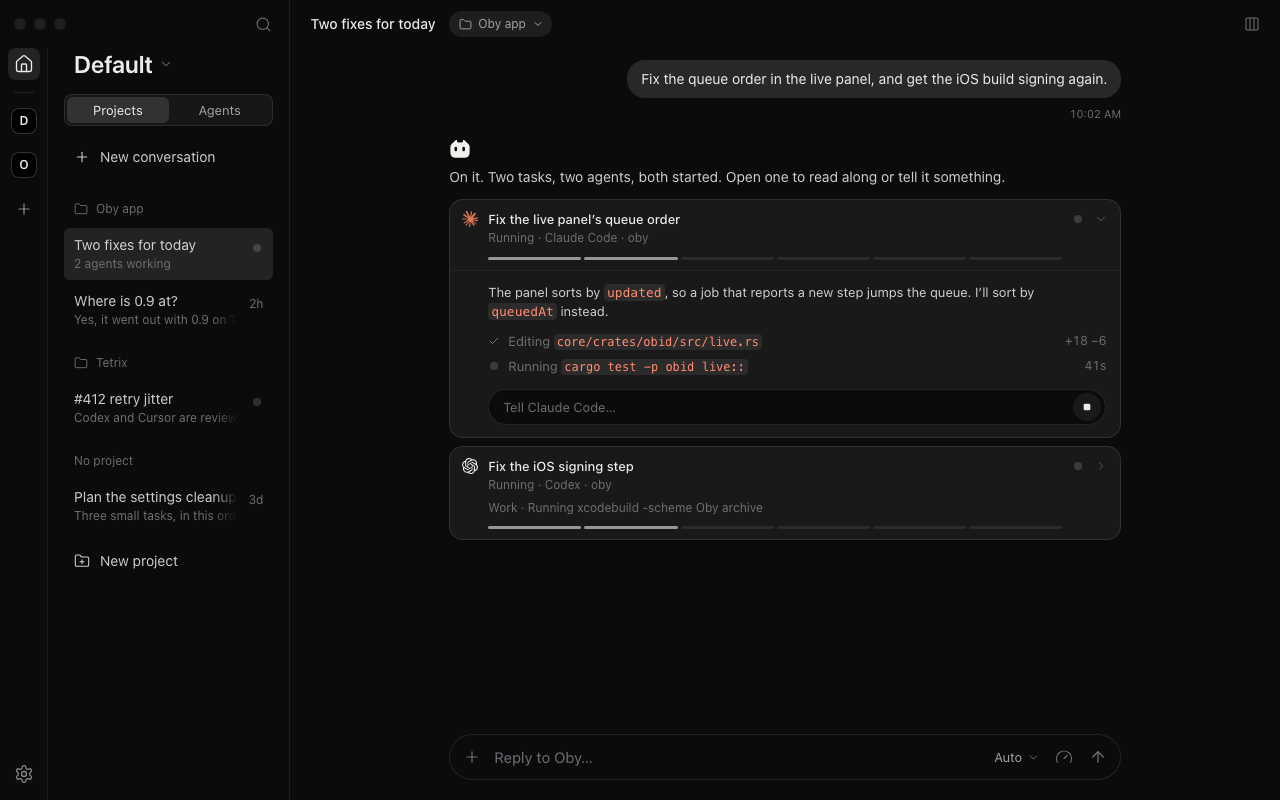 Two fixes for today
Oby app
Default
D
O
Projects
Agents
New conversation
Oby app
Two fixes for today
2 agents working
Where is 0.9 at?
2h
Yes, it went out with 0.9 on
Tetrix
#412 retry jitter
Codex and Cursor are review
No project
Plan the settings cleanup
3d
Three small tasks, in this
New project
Fix the queue order in the live panel, and get the iOS build signing again.
10:02 AM
On it. Two tasks, two agents, both started. Open one to read along or tell it something.
Fix the live panel’s queue order
Running · Claude Code · oby
The panel sorts by updated, so a job that reports a new step jumps the queue. I’ll sort by
queuedAt instead.
Editing core/crates/obid/src/live.rs
+18 −6
Running cargo test -p obid live::
41s
Tell Claude Code…
Fix the iOS signing step
Running · Codex · oby
Work · Running xcodebuild -scheme Oby archive
Reply to Oby…
Auto